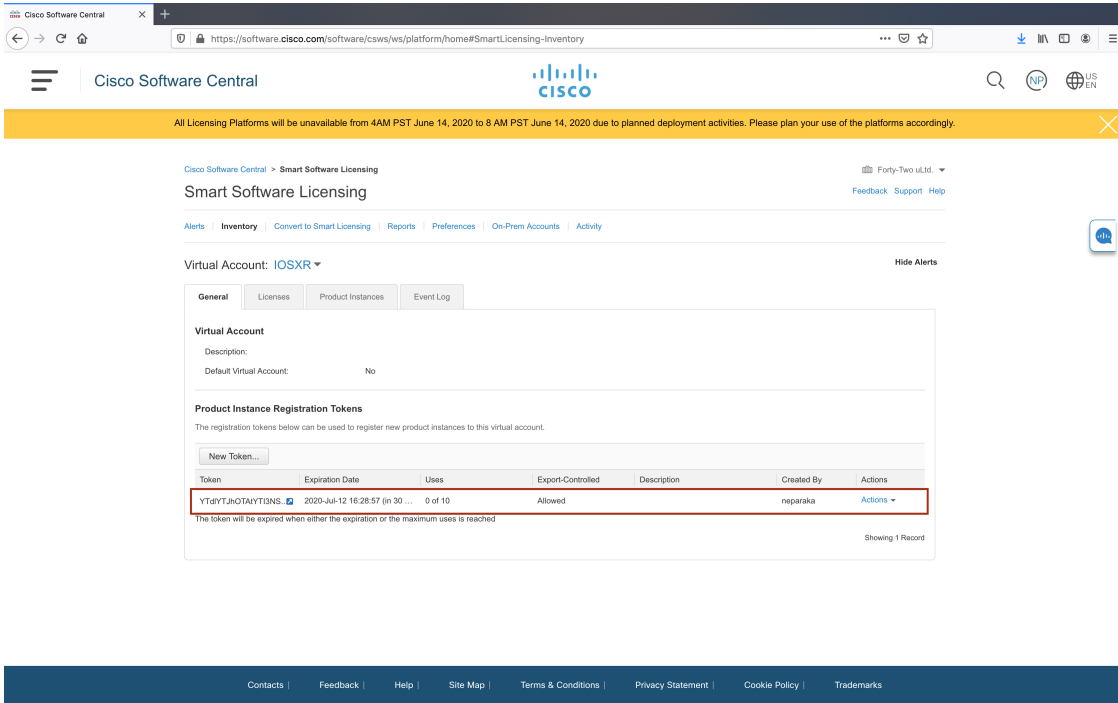 Cisco Software Central
https://software.cisco.com/software/csws/ws/platform/home#SmartLicensing-Inventory
Cisco Software Central
CISCO
NP
US
EN
All Licensing Platforms will be unavailable from 4AM PST June 14, 2020 to 8 AM PST June 14, 2020 due to planned deployment activities. Please plan your use of the platforms accordingly.
Cisco Software Central > Smart Software Licensing
Forty-Two uLtd.
Smart Software Licensing
Feedback Support Help
Alerts | Inventory | Convert to Smart Licensing | Reports | Preferences | On-Prem Accounts | Activity
Virtual Account: IOSXR
Hide Alerts
General Licenses Product Instances Event Log
Virtual Account
Description:
Default Virtual Account: No
Product Instance Registration Tokens
The registration tokens below can be used to register new product instances to this virtual account.
New Token...
Token Expiration Date Uses Export-Controlled Description Created By Actions
YTdlYTJhOTAtYTI3NS.. 2020-Jul-12 16:28:57 (in 30 ... 0 of 10 Allowed neparaka Actions
The token will be expired when either the expiration or the maximum uses is reached
Showing 1 Record
Contacts | Feedback | Help | Site Map | Terms & Conditions | Privacy Statement | Cookie Policy | Trademarks